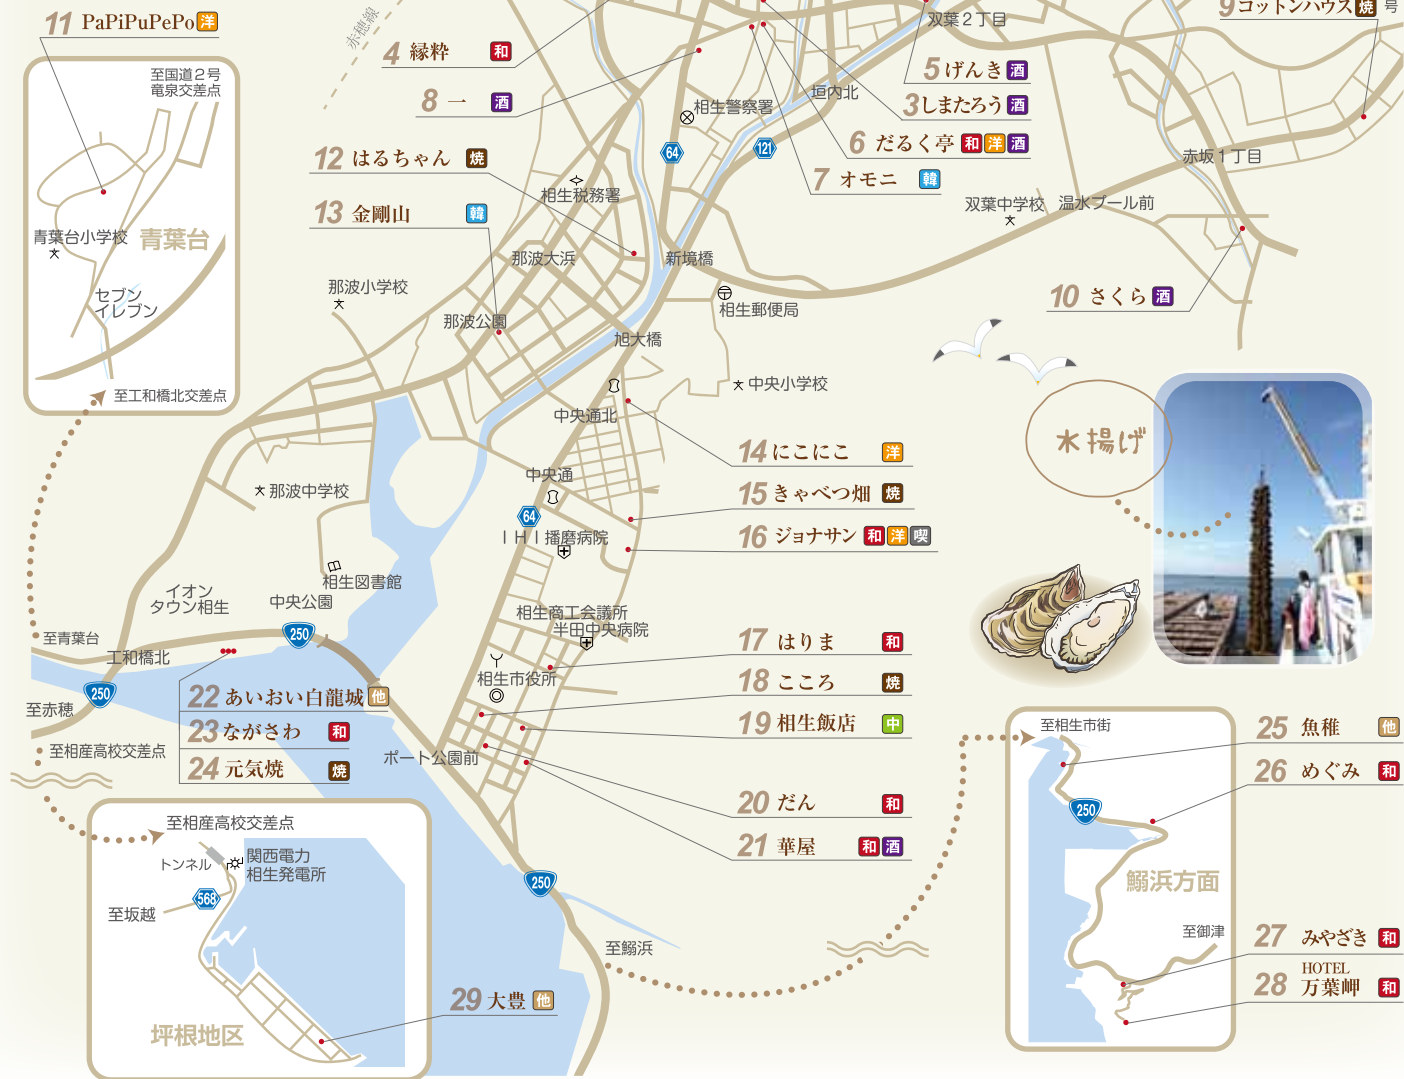 11 PaPiPuPePo 洋
至国道２号
竜泉交差点
青葉台小学校
青葉台
セブン
イレブン
至工和橋北交差点
赤穂線
4 縁粋 和
8 一 酒
12 はるちゃん 焼
13 金剛山 韓
双葉２丁目
9 コットンハウス 焼
号
5 げんき 酒
3 しまたろう 酒
6 だるく亭 和 洋 酒
7 オモニ 韓
垣内北
相生警察署
64
121
相生税務署
赤坂１丁目
双葉中学校
温水プール前
那波大浜
新境橋
那波小学校
那波公園
相生郵便局
10 さくら 酒
旭大橋
中央小学校
中央通北
水揚げ
14 にこにこ 洋
15 きゃべつ畑 焼
16 ジョナサン 和 洋 喫
中央通
64
ＩＨＩ播磨病院
那波中学校
相生図書館
イオン
タウン相生
中央公園
相生商工会議所
半田中央病院
250
至青葉台
工和橋北
250
至赤穂
至相産高校交差点
17 はりま 和
18 こころ 焼
19 相生飯店 中
相生市役所
22 あいおい白龍城 他
23 ながさわ 和
24 元気焼 焼
ポート公園前
20 だん 和
21 華屋 和 酒
至相生市街
25 魚稚 他
26 めぐみ 和
250
鰯浜方面
至御津
27 みやざき 和
28 HOTEL
万葉岬 和
至相産高校交差点
トンネル
関西電力
相生発電所
568
至坂越
250
至鰯浜
29 大豊 他
坪根地区